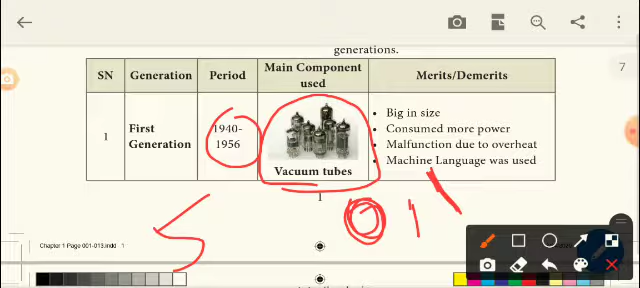 generations.
7
SN Generation Period Main Component used Merits/Demerits
1 First Generation 1940-1956 Vacuum tubes
• Big in size
• Consumed more power
• Malfunction due to overheat
• Machine Language was used
1
0 1
Chapter 1 Page 001-013.indd 1